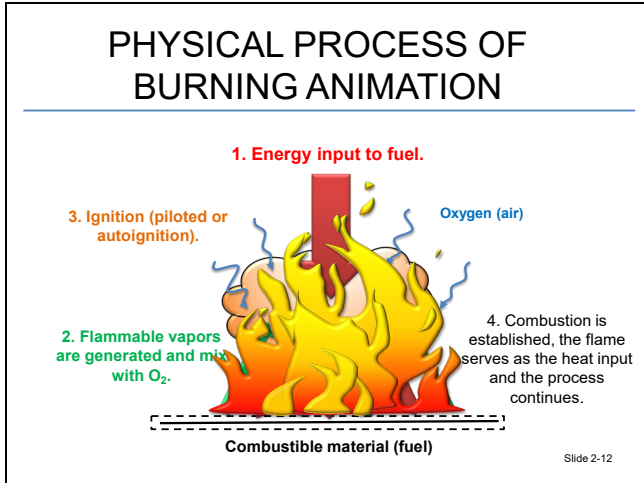 PHYSICAL PROCESS OF
BURNING ANIMATION
1. Energy input to fuel.
3. Ignition (piloted or
autoignition).
Oxygen (air)
2. Flammable vapors
are generated and mix
with O₂.
4. Combustion is
established, the flame
serves as the heat input
and the process
continues.
Combustible material (fuel)
Slide 2-12